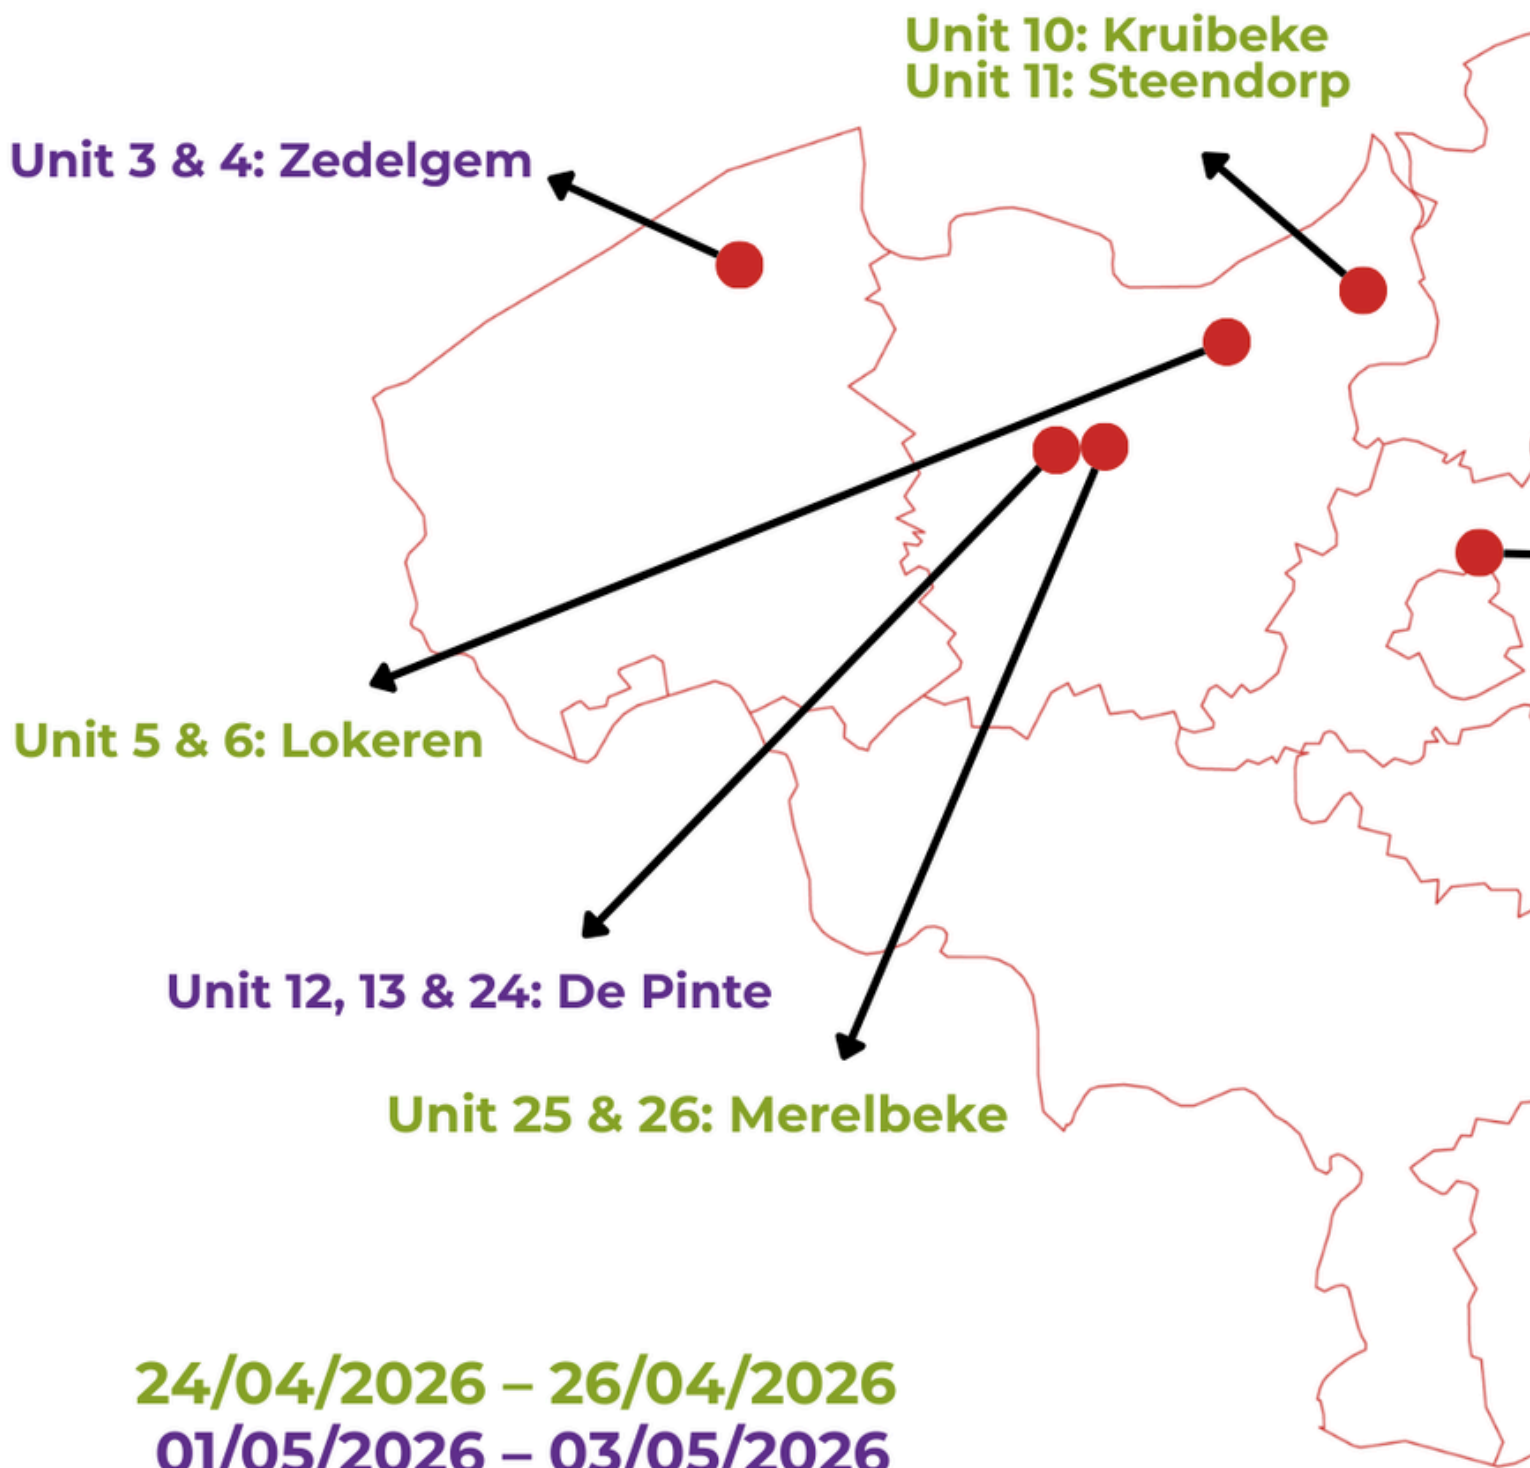 Unit 10: Kruibeke
Unit 11: Steendorp
Unit 3 & 4: Zedelgem
Unit 5 & 6: Lokeren
Unit 12, 13 & 24: De Pinte
Unit 25 & 26: Merelbeke
24/04/2026 – 26/04/2026
01/05/2026 – 03/05/2026